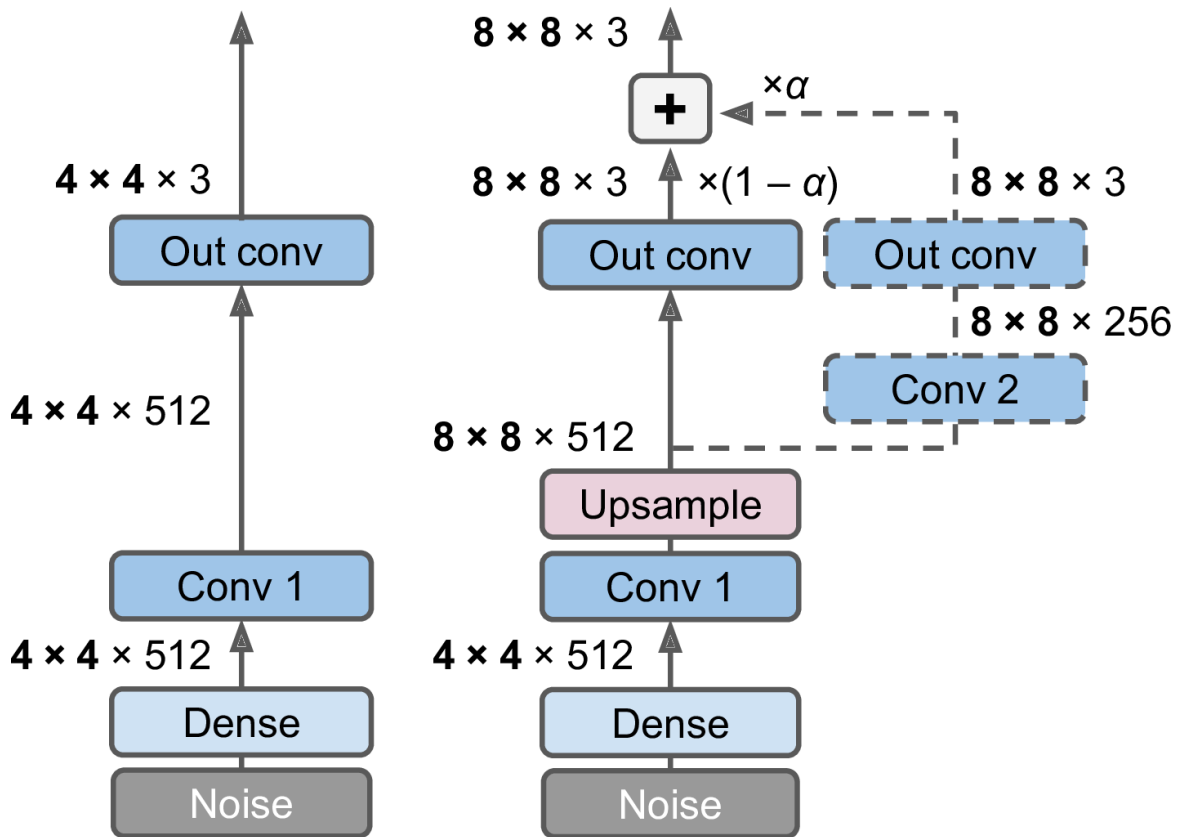 4 × 4 × 3
Out conv
4 × 4 × 512
Conv 1
4 × 4 × 512
Dense
Noise
8 × 8 × 3
+
×α
8 × 8 × 3
×(1 – α)
8 × 8 × 3
Out conv
Out conv
8 × 8 × 256
Conv 2
8 × 8 × 512
Upsample
Conv 1
4 × 4 × 512
Dense
Noise